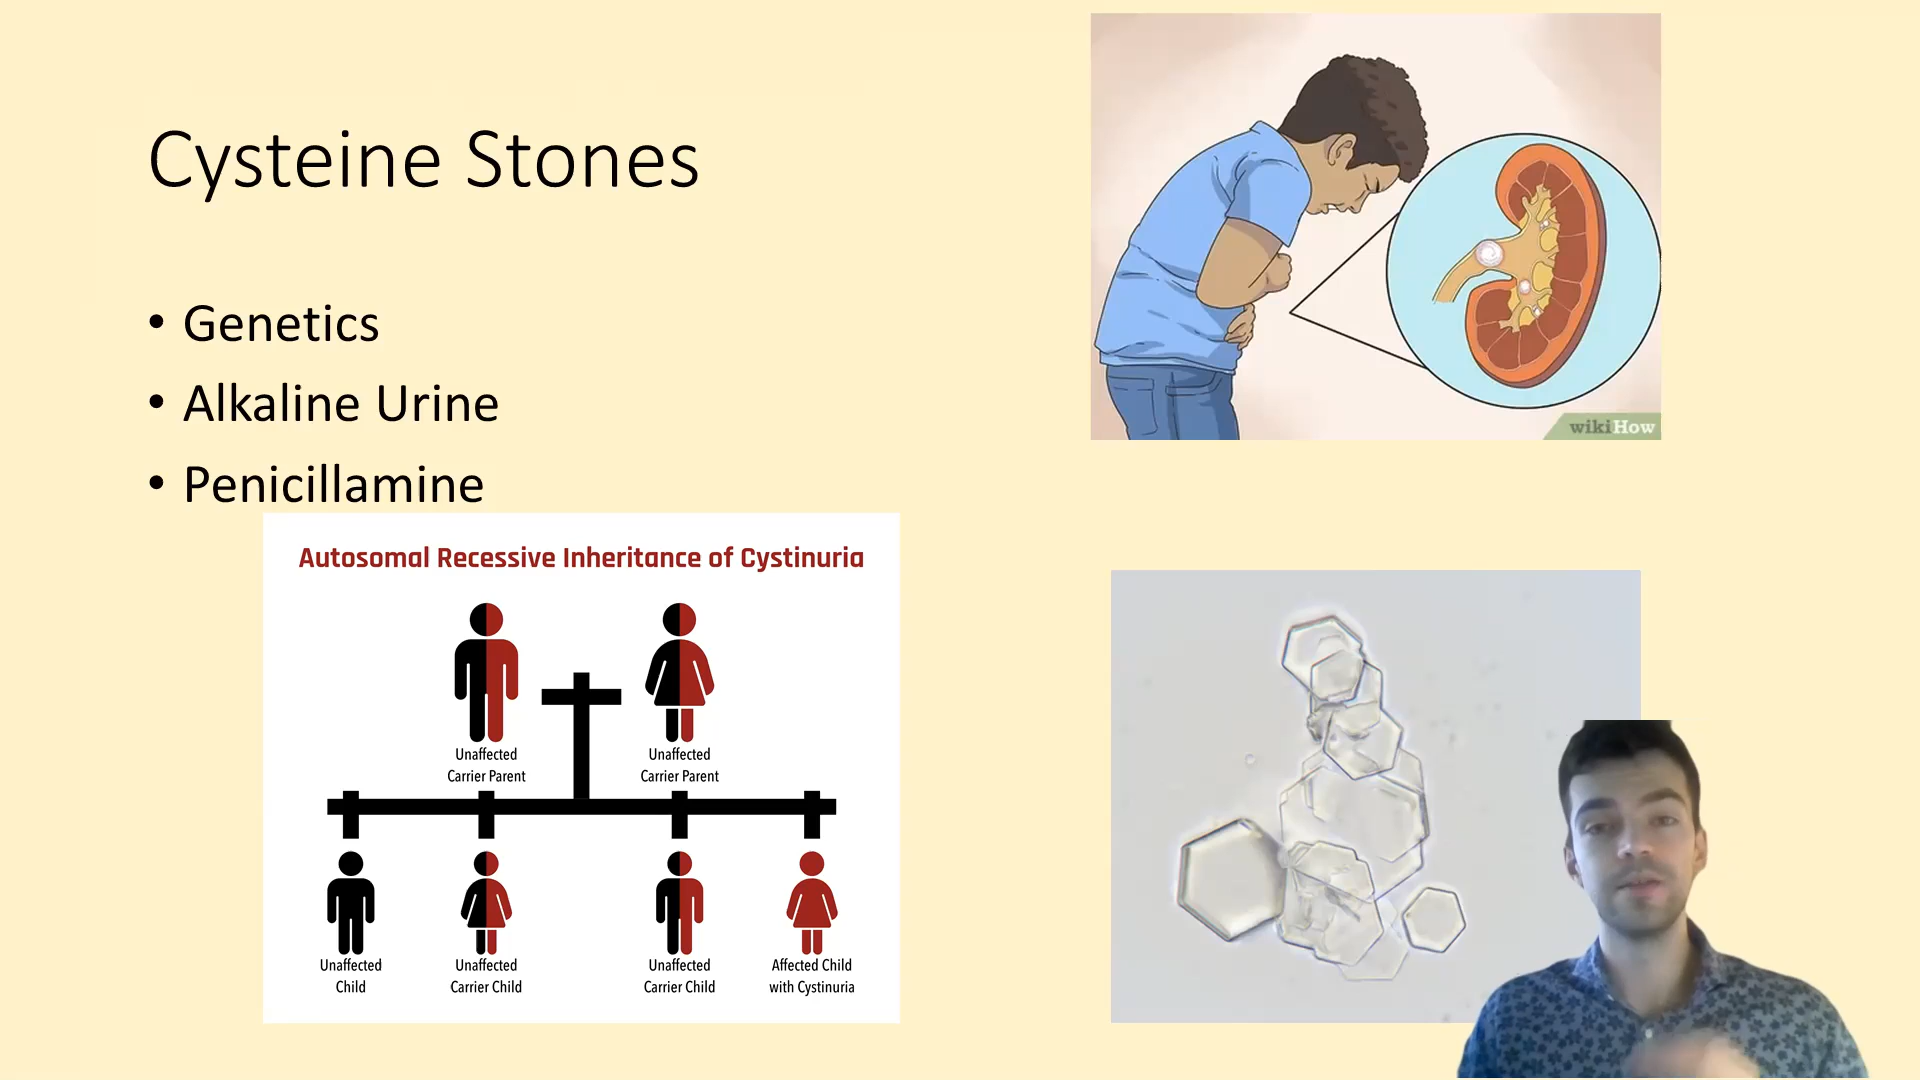 Cysteine Stones
• Genetics
• Alkaline Urine
• Penicillamine
wikiHow
Autosomal Recessive Inheritance of Cystinuria
Unaffected
Carrier Parent
Unaffected
Carrier Parent
Unaffected
Child
Unaffected
Carrier Child
Unaffected
Carrier Child
Affected Child
with Cystinuria